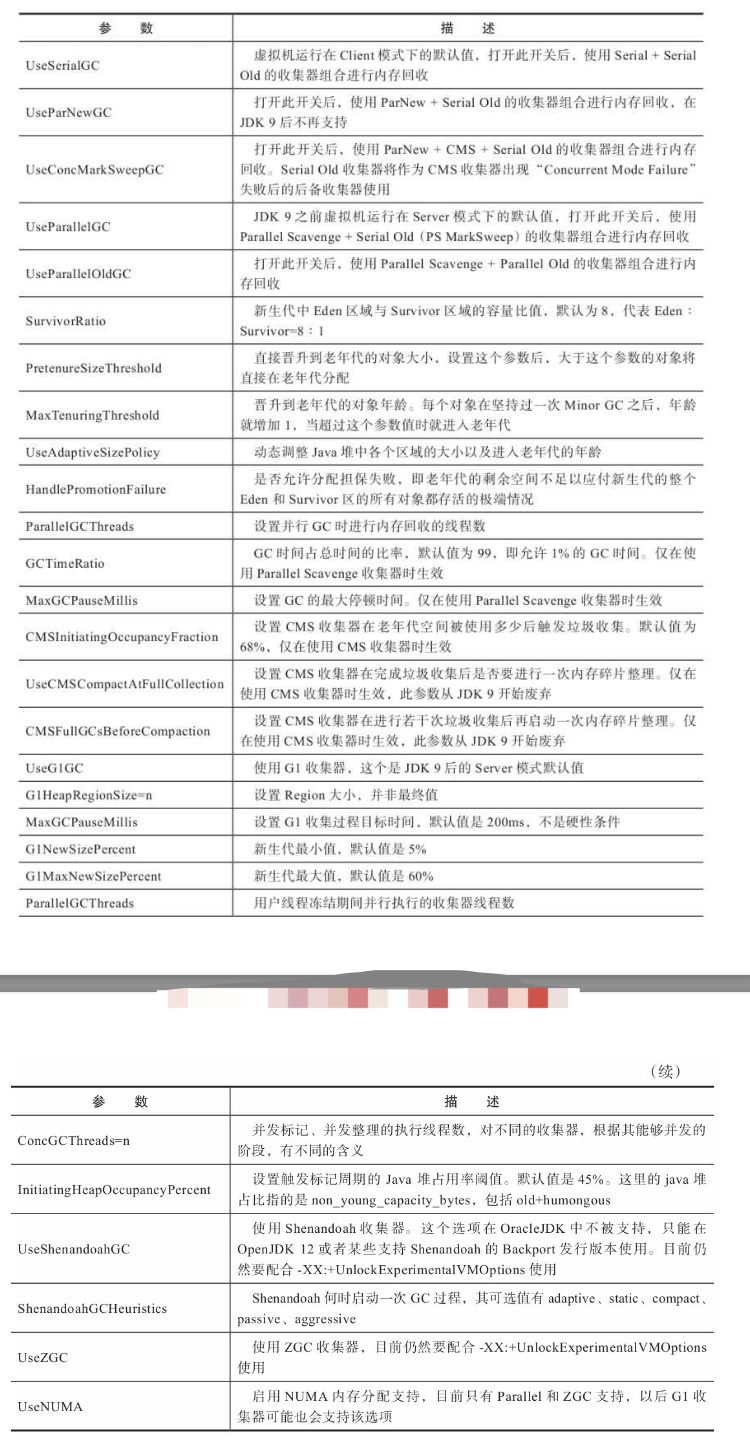 参 数 描 述
UseSerialGC 虚拟机运行在 Client 模式下的默认值，打开此开关后，使用 Serial + Serial
Old 的收集器组合进行内存回收
UseParNewGC 打开此开关后，使用 ParNew + Serial Old 的收集器组合进行内存回收，在
JDK 9 后不再支持
UseConcMarkSweepGC 打开此开关后，使用 ParNew + CMS + Serial Old 的收集器组合进行内存
回收。Serial Old 收集器将作为 CMS 收集器出现“Concurrent Mode Failure”
失败后的后备收集器使用
UseParallelGC JDK 9 之前虚拟机运行在 Server 模式下的默认值，打开此开关后，使用
Parallel Scavenge + Serial Old（PS MarkSweep）的收集器组合进行内存回收
UseParallelOldGC 打开此开关后，使用 Parallel Scavenge + Parallel Old 的收集器组合进行内
存回收
SurvivorRatio 新生代中 Eden 区域与 Survivor 区域的容量比值，默认为 8，代表 Eden：
Survivor=8：1
PretenureSizeThreshold 直接晋升到老年代的对象大小，设置这个参数后，大于这个参数的对象将
直接在老年代分配
MaxTenuringThreshold 晋升到老年代的对象年龄。每个对象在坚持过一次 Minor GC 之后，年龄
就增加 1，当超过这个参数值时就进入老年代
UseAdaptiveSizePolicy 动态调整 Java 堆中各个区域的大小以及进入老年代的年龄
HandlePromotionFailure 是否允许分配担保失败，即老年代的剩余空间不足以应付新生代的整个
Eden 和 Survivor 区的所有对象都存活的极端情况
ParallelGCThreads 设置并行 GC 时进行内存回收的线程数
GCTimeRatio GC 时间占总时间的比率，默认值为 99，即允许 1% 的 GC 时间。仅在使
用 Parallel Scavenge 收集器时生效
MaxGCPauseMillis 设置 GC 的最大停顿时间。仅在使用 Parallel Scavenge 收集器时生效
CMSInitiatingOccupancyFraction 设置 CMS 收集器在老年代空间被使用多少后触发垃圾收集。默认值为
68%，仅在使用 CMS 收集器时生效
UseCMSCompactAtFullCollection 设置 CMS 收集器在完成垃圾收集后是否要进行一次内存碎片整理。仅在
使用 CMS 收集器时生效，此参数从 JDK 9 开始废弃
CMSFullGCsBeforeCompaction 设置 CMS 收集器在进行若干次垃圾收集后再启动一次内存碎片整理。仅
在使用 CMS 收集器时生效，此参数从 JDK 9 开始废弃
UseG1GC 使用 G1 收集器，这个是 JDK 9 后的 Server 模式默认值
G1HeapRegionSize=n 设置 Region 大小，并非最终值
MaxGCPauseMillis 设置 G1 收集过程目标时间，默认值是 200ms，不是硬性条件
G1NewSizePercent 新生代最小值，默认值是 5%
G1MaxNewSizePercent 新生代最大值，默认值是 60%
ParallelGCThreads 用户线程冻结期间并行执行的收集器线程数
（续）
参 数 描 述
ConcGCThreads=n 并发标记、并发整理的执行线程数，对不同的收集器，根据其能够并发的
阶段，有不同的含义
InitiatingHeapOccupancyPercent 设置触发标记周期的 Java 堆占用率阈值。默认值是 45%。这里的 java 堆
占比指的是 non_young_capacity_bytes，包括 old+humongous
UseShenandoahGC 使用 Shenandoah 收集器。这个选项在 OracleJDK 中不被支持，只能在
OpenJDK 12 或者某些支持 Shenandoah 的 Backport 发行版本使用。目前仍
然要配合 -XX:+UnlockExperimentalVMOptions 使用
ShenandoahGCHeuristics Shenandoah 何时启动一次 GC 过程，其可选值有 adaptive、static、compact、
passive、aggressive
UseZGC 使用 ZGC 收集器，目前仍然要配合 -XX:+UnlockExperimentalVMOptions
使用
UseNUMA 启用 NUMA 内存分配支持，目前只有 Parallel 和 ZGC 支持，以后 G1 收
集器可能也会支持该选项